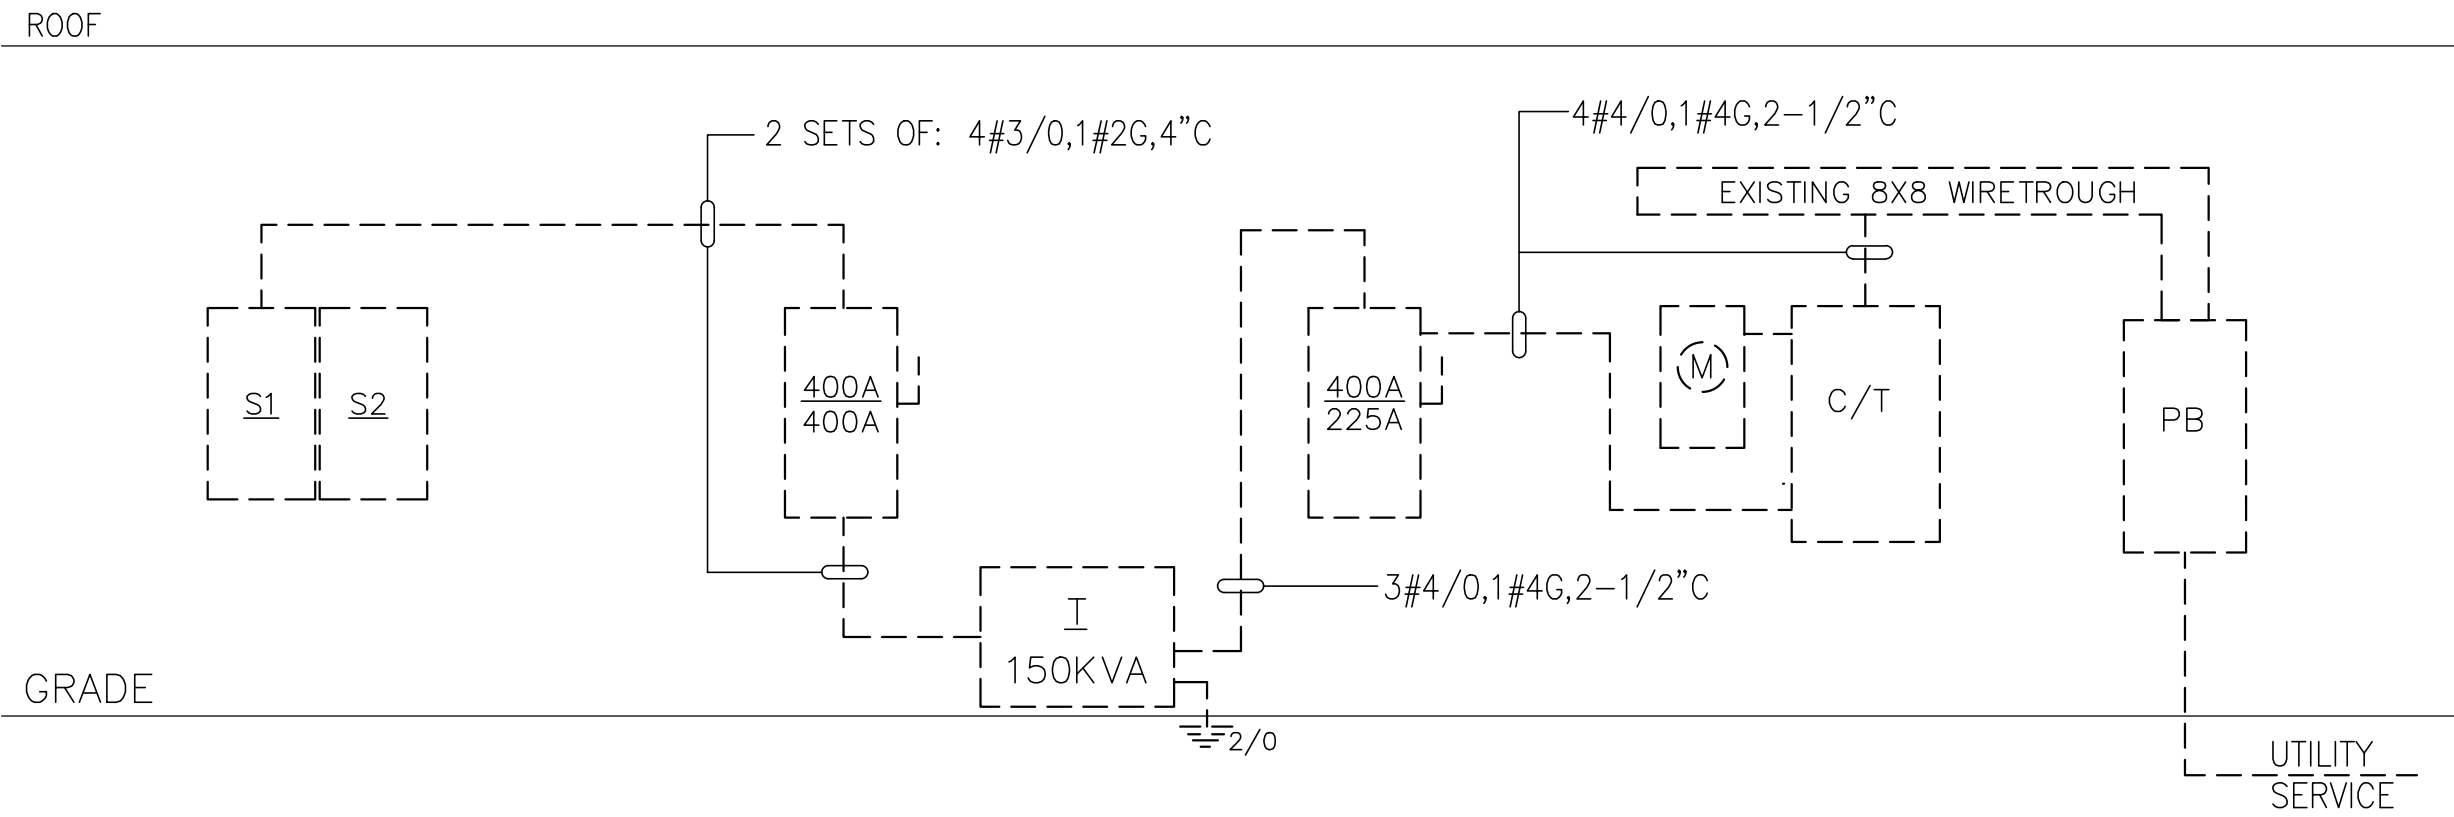 ROOF
2 SETS OF: 4#3/0,1#2G,4"C
4#4/0,1#4G,2-1/2"C
EXISTING 8X8 WIRETROUGH
S1
S2
400A
400A
400A
225A
M
C/T
PB
3#4/0,1#4G,2-1/2"C
T
150KVA
GRADE
2/0
UTILITY
SERVICE